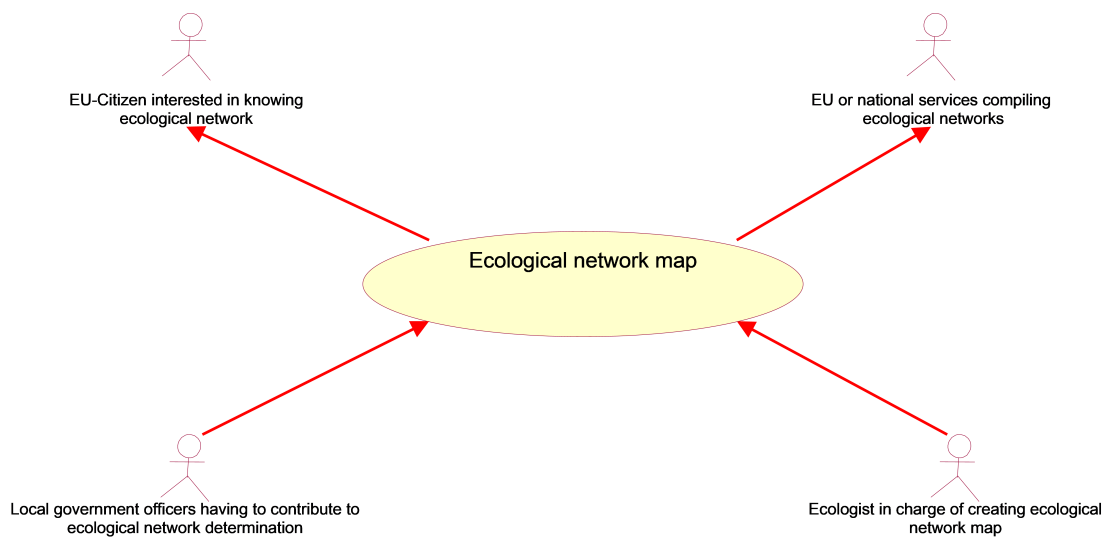 EU-Citizen interested in knowing
ecological network
EU or national services compiling
ecological networks
Ecological network map
Local government officers having to contribute to
ecological network determination
Ecologist in charge of creating ecological
network map